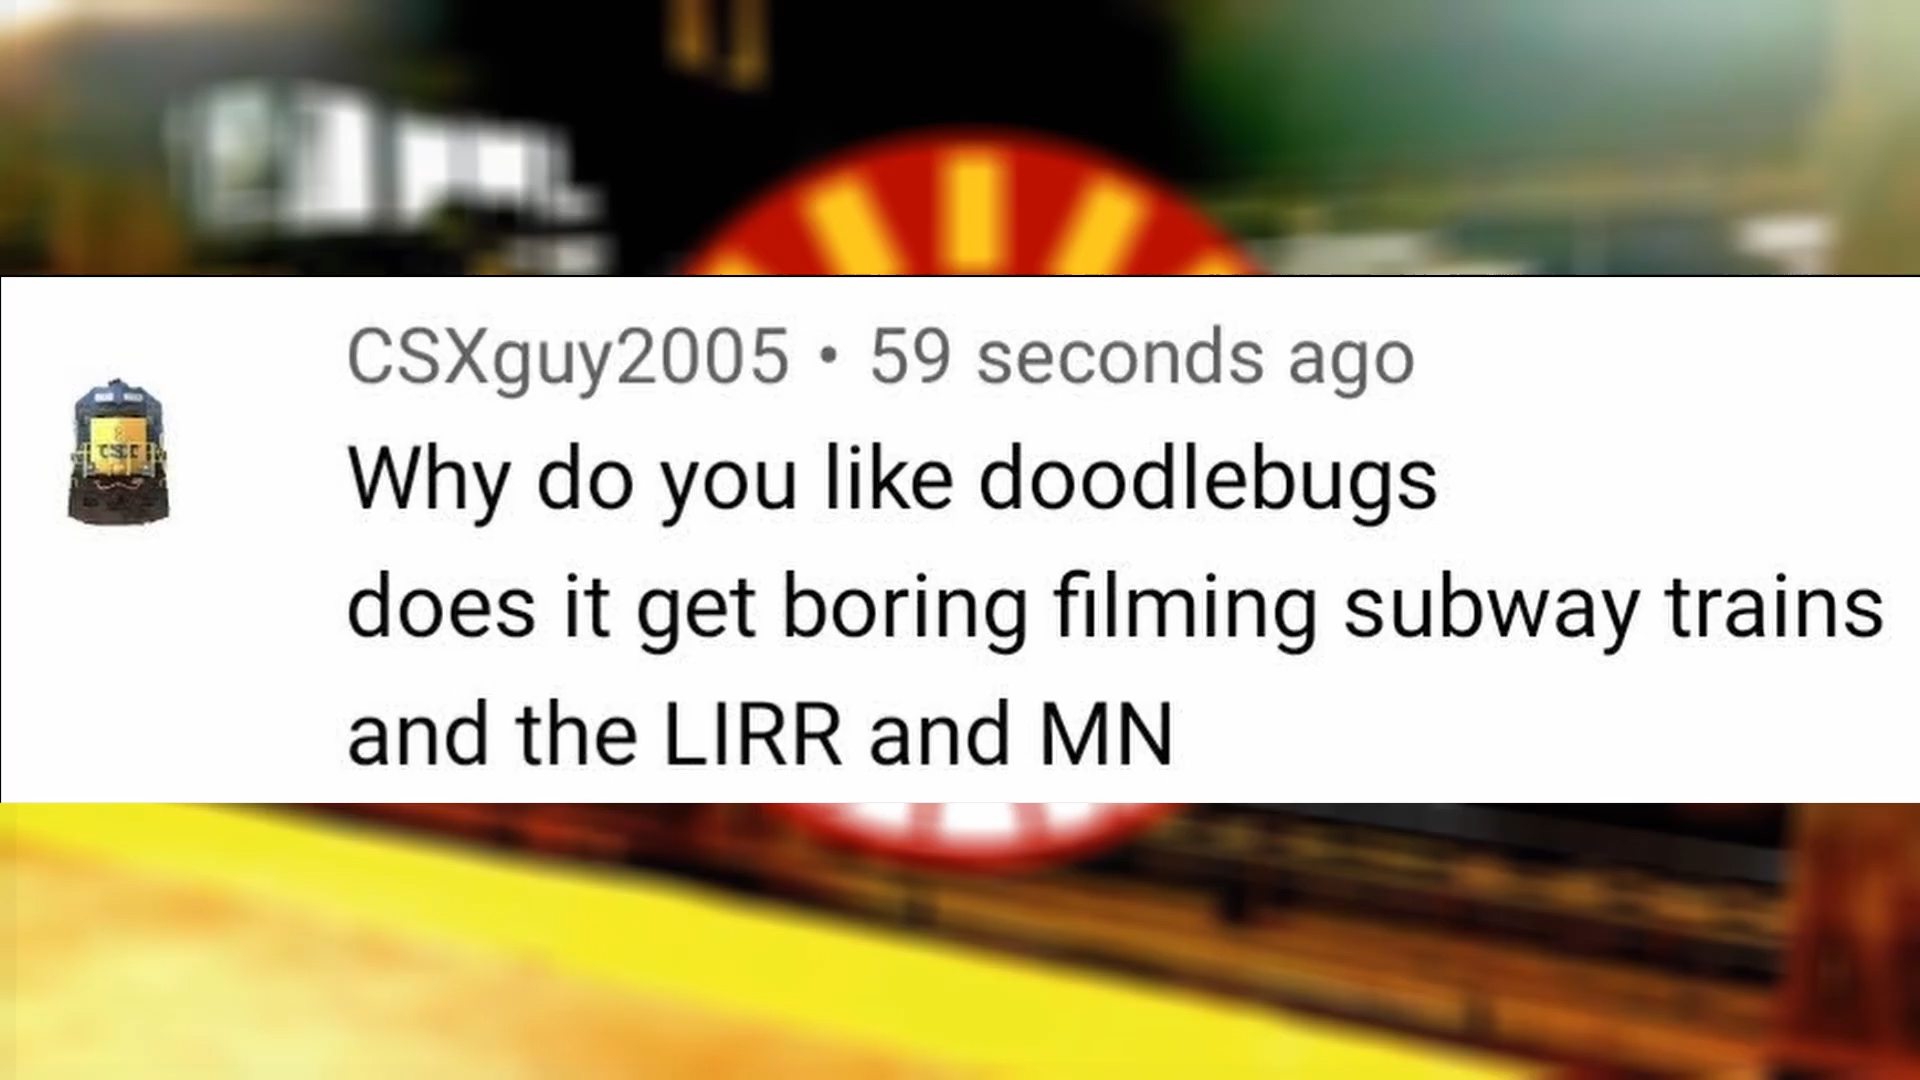 CSXguy2005 • 59 seconds ago
Why do you like doodlebugs
does it get boring filming subway trains
and the LIRR and MN